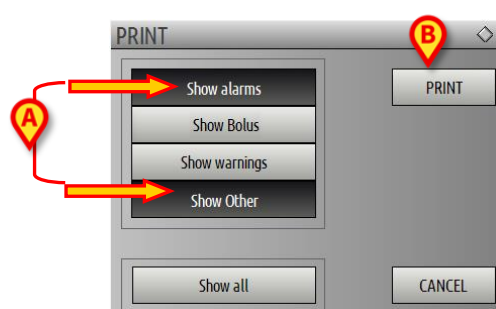 PRINT
B
Show alarms
PRINT
A
Show Bolus
Show warnings
Show Other
Show all
CANCEL